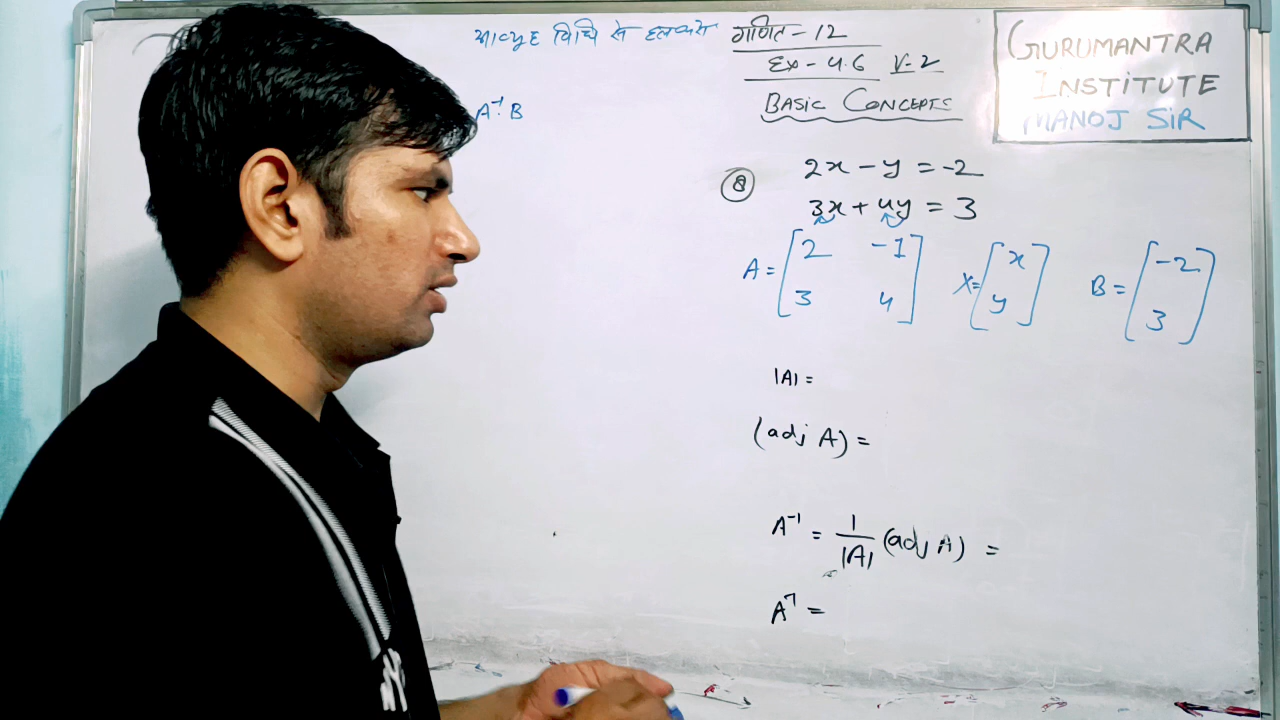 आव्यूह विधि से हल करो
A⁻¹·B
गणित-12
Ex-4.6 V-2
BASIC CONCEPTS
GURUMANTRA
INSTITUTE
MANOJ SIR
8
2x - y = -2
3x + 4y = 3
A = [2 -1; 3 4] X = [x; y] B = [-2; 3]
|A| =
(adj A) =
A⁻¹ = 1/|A| (adj A) =
A⁻¹ =